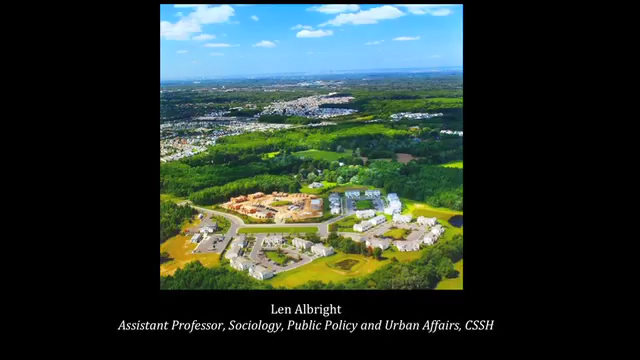 Len Albright
Assistant Professor, Sociology, Public Policy and Urban Affairs, CSSH